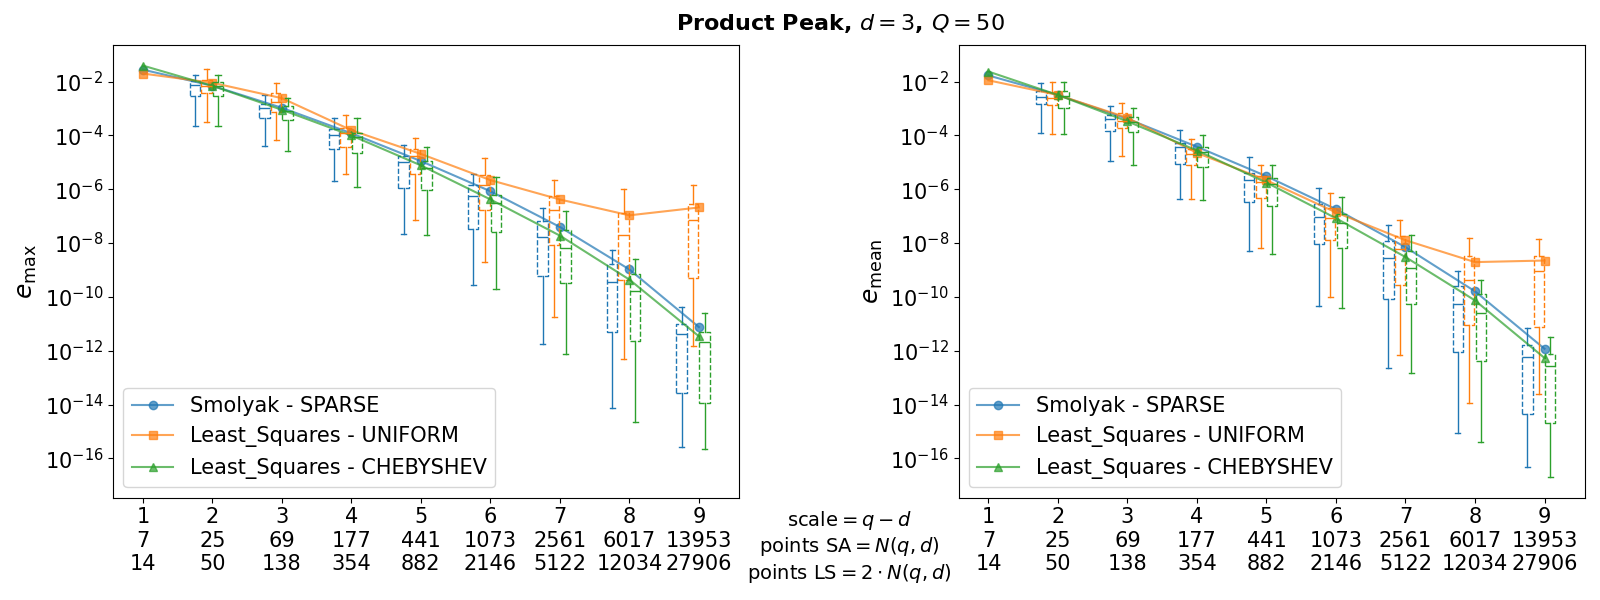 Product Peak, d = 3, Q = 50
10⁻²
10⁻⁴
10⁻⁶
10⁻⁸
10⁻¹⁰
10⁻¹²
10⁻¹⁴
10⁻¹⁶
e_max
Smolyak - SPARSE
Least_Squares - UNIFORM
Least_Squares - CHEBYSHEV
1 2 3 4 5 6 7 8 9
7 25 69 177 441 1073 2561 6017 13953
14 50 138 354 882 2146 5122 12034 27906
scale = q − d
points SA = N(q, d)
points LS = 2 · N(q, d)
10⁻²
10⁻⁴
10⁻⁶
10⁻⁸
10⁻¹⁰
10⁻¹²
10⁻¹⁴
10⁻¹�6
e_mean
Smolyak - SPARSE
Least_Squares - UNIFORM
Least_Squares - CHEBYSHEV
1 2 3 4 5 6 7 8 9
7 25 69 177 441 1073 2561 6017 13953
14 50 138 354 882 2146 5122 12034 27906